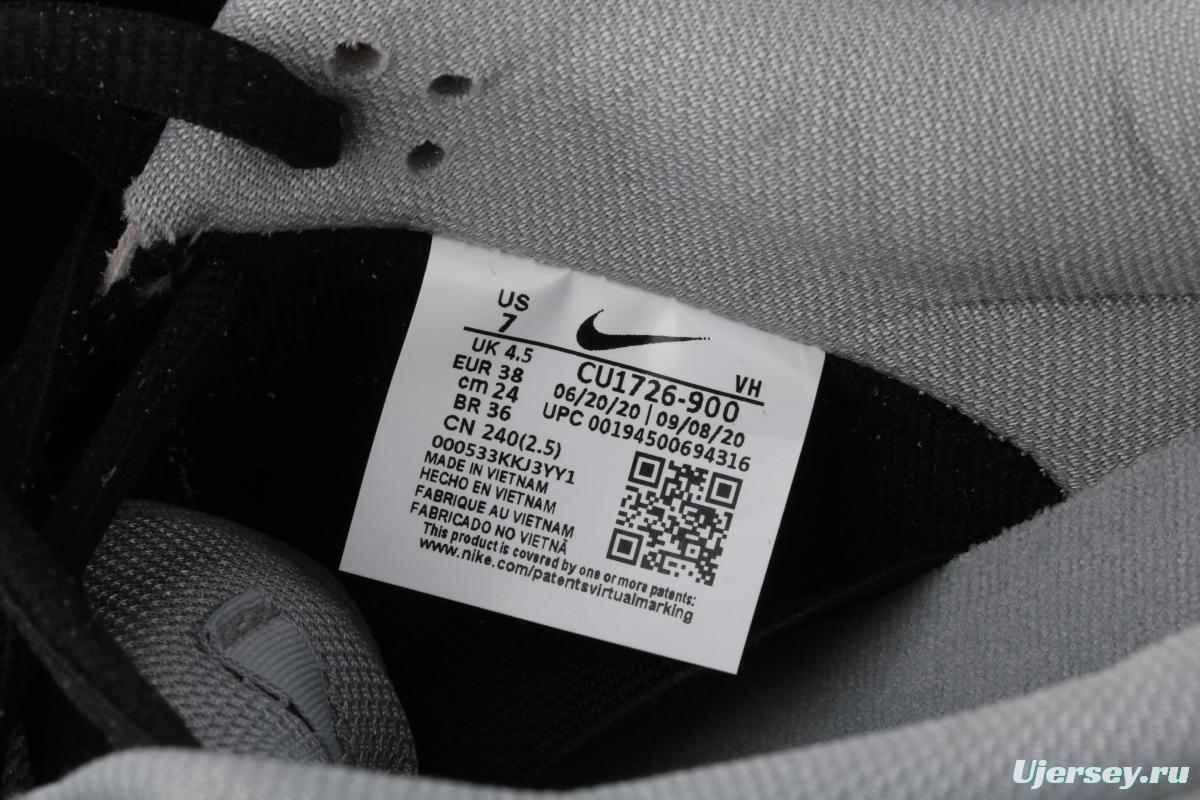 US
7
UK 4.5
EUR 38
cm 24
BR 36
CN 240(2.5)
000533KKJ3YY1
MADE IN VIETNAM
HECHO EN VIETNAM
FABRIQUE AU VIETNAM
FABRICADO NO VIETNÃ
This product is covered by one or more patents:
www.nike.com/patentsvirtualmarking
VH
CU1726-900
06/20/20 | 09/08/20
UPC 00194500694316
Ujersey.ru